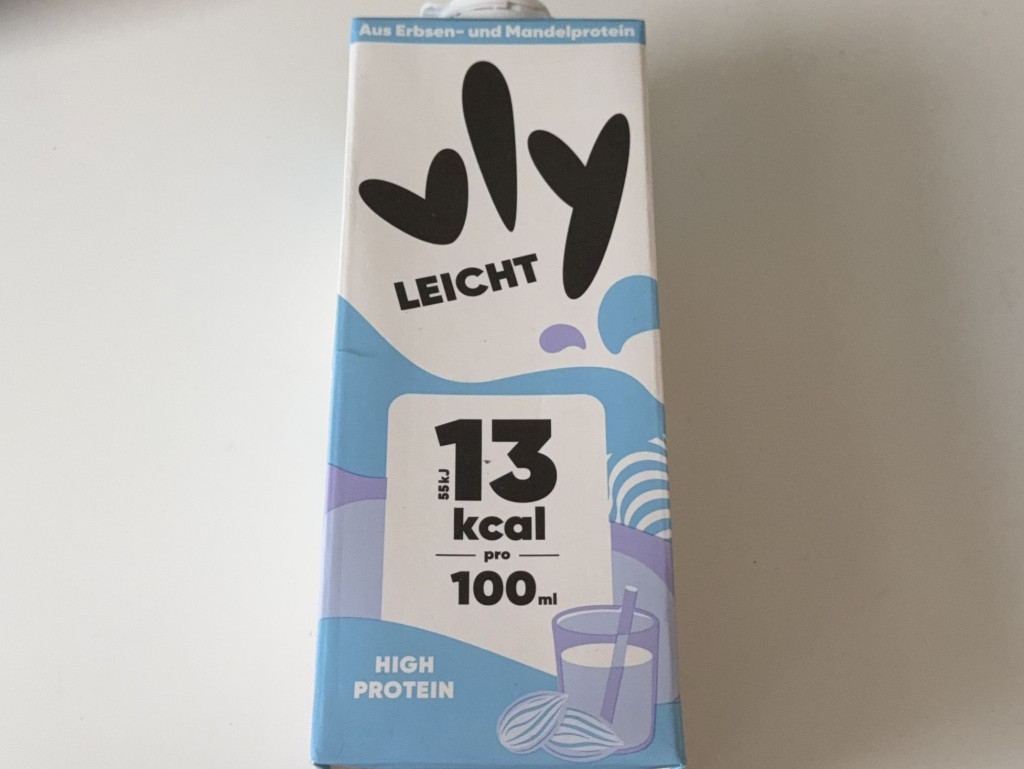 Aus Erbsen- und Mandelprotein
vly
LEICHT
55kJ
13
kcal
pro
100ml
HIGH
PROTEIN